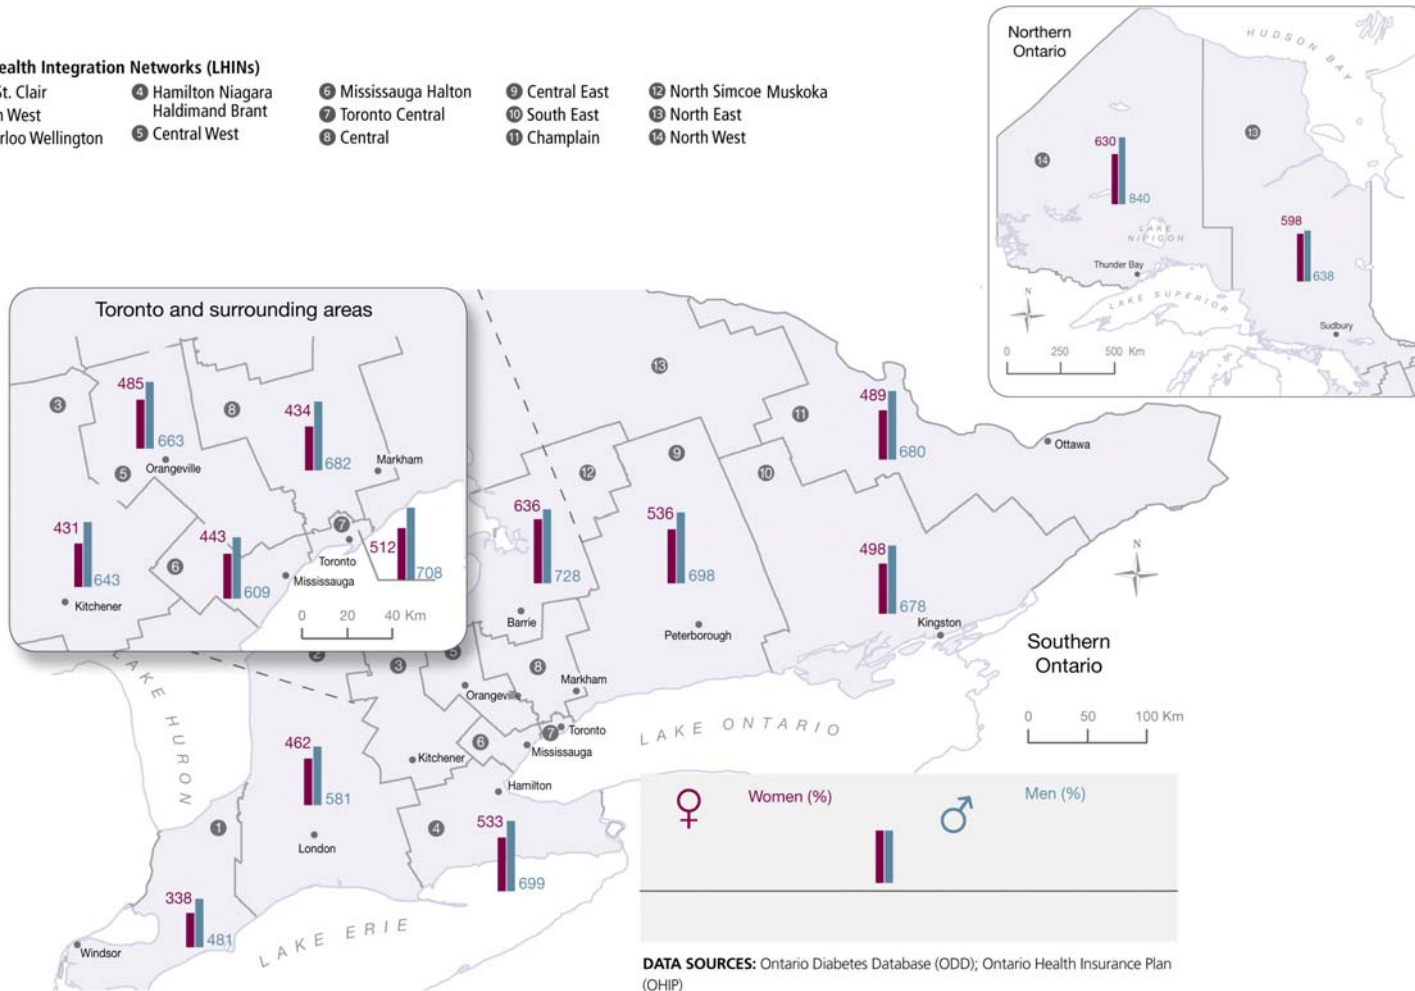 ealth Integration Networks (LHINs)
St. Clair
West
rloo Wellington
4 Hamilton Niagara
Haldimand Brant
5 Central West
6 Mississauga Halton
7 Toronto Central
8 Central
9 Central East
10 South East
11 Champlain
12 North Simcoe Muskoka
13 North East
14 North West
Northern
Ontario
HUDSON BAY
13
14
630
840
598
638
LAKE
NIPIGON
Thunder Bay
LAKE SUPERIOR
Sudbury
N
0 250 500 Km
Toronto and surrounding areas
3
485
663
5
Orangeville
8
434
682
Markham
431
643
Kitchener
6
443
609
7
Toronto
Mississauga
512
708
0 20 40 Km
13
12
9
10
11
489
680
Ottawa
636
728
Barrie
536
698
Peterborough
498
678
Kingston
N
Southern
Ontario
0 50 100 Km
2
3
5
8
Orangeville
Markham
Toronto
7
6
Mississauga
Kitchener
Hamilton
LAKE HURON
LAKE ONTARIO
462
581
London
1
4
533
699
338
481
Windsor
LAKE ERIE
♀ Women (%)
♂ Men (%)
DATA SOURCES: Ontario Diabetes Database (ODD); Ontario Health Insurance Plan
(OHIP)